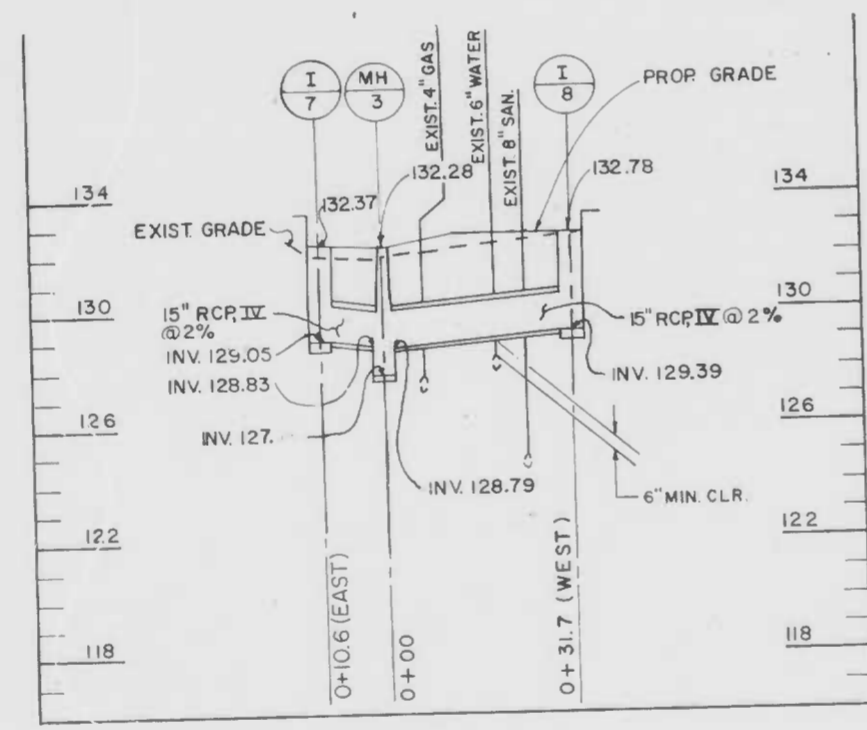 I
7
MH
3
EXIST. 4" GAS
EXIST. 6" WATER
EXIST. 8" SAN.
I
8
PROP. GRADE
134
132.37
132.28
132.78
134
EXIST. GRADE
130
130
15" RCP, IV
@ 2%
15" RCP, IV @ 2%
INV. 129.05
INV. 128.83
INV. 129.39
126
126
INV. 127.
INV. 128.79
6" MIN. CLR.
122
122
0+10.6 (EAST)
0+00
0+31.7 (WEST)
118
118